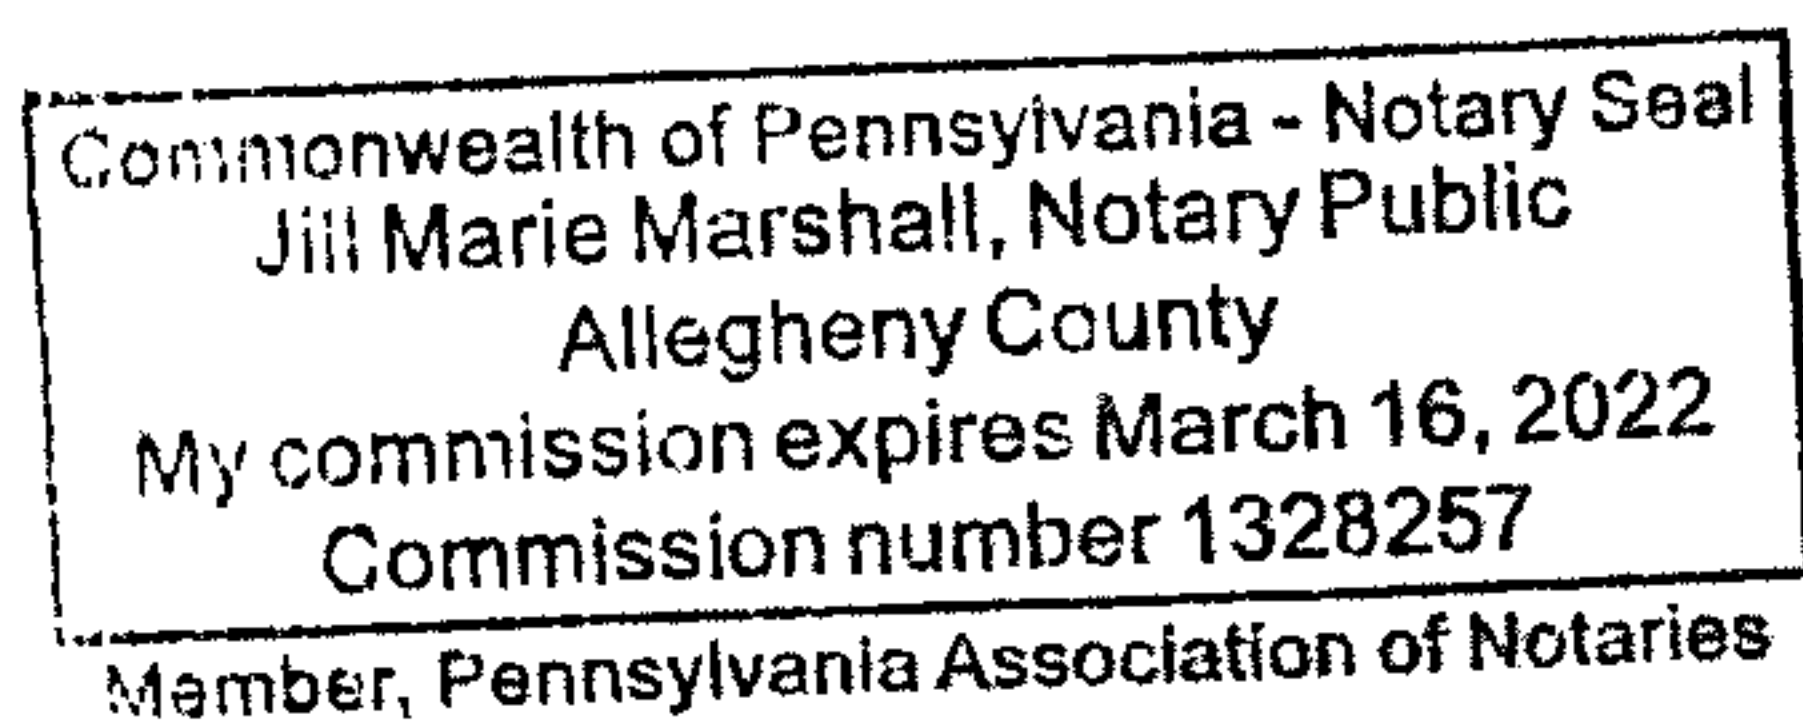 Commonwealth of Pennsylvania - Notary Seal
Jill Marie Marshall, Notary Public
Allegheny County
My commission expires March 16, 2022
Commission number 1328257
Member, Pennsylvania Association of Notaries